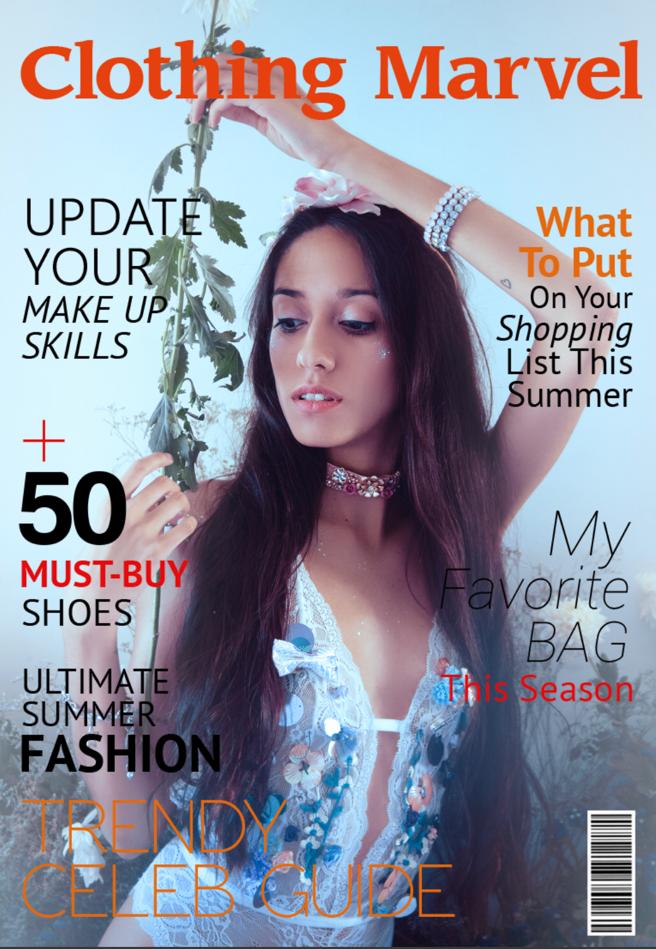 Clothing Marvel
UPDATE
YOUR
MAKE UP
SKILLS
+
50
MUST-BUY
SHOES
ULTIMATE
SUMMER
FASHION
TRENDY
CELEB GUIDE
What
To Put
On Your
Shopping
List This
Summer
My
Favorite
BAG
This Season